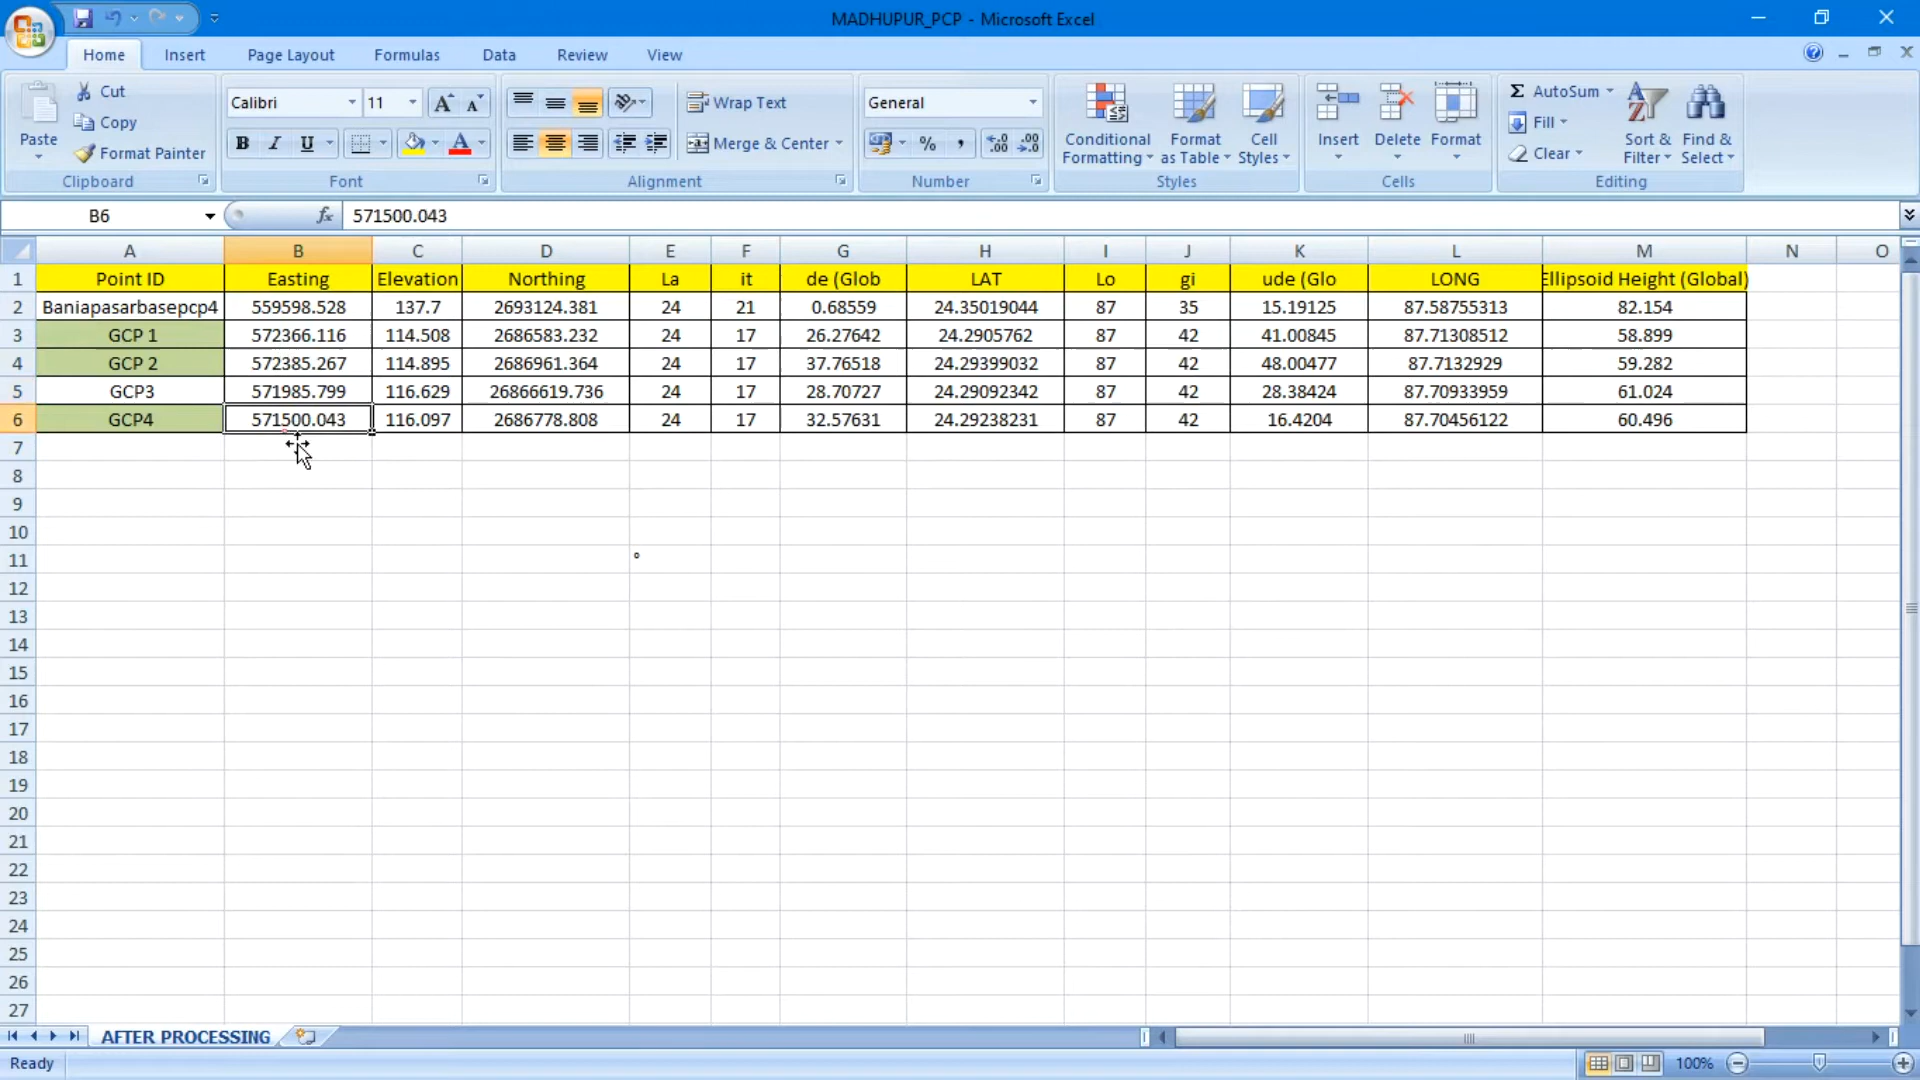 MADHUPUR_PCP - Microsoft Excel
Home Insert Page Layout Formulas Data Review View
Paste Cut Copy Format Painter Clipboard
Calibri 11 A A B I U A Font
Wrap Text Merge & Center Alignment
General % , .0 .00 .00 .0 Number
Conditional Formatting Format as Table Cell Styles Styles
Insert Delete Format Cells
Σ AutoSum Fill Clear Sort & Filter Find & Select Editing
B6 fx 571500.043
A B C D E F G H I J K L M N O
1 Point ID Easting Elevation Northing La it de (Glob LAT Lo gi ude (Glo LONG Ellipsoid Height (Global)
2 Baniapasarbasepcp4 559598.528 137.7 2693124.381 24 21 0.68559 24.35019044 87 35 15.19125 87.58755313 82.154
3 GCP 1 572366.116 114.508 2686583.232 24 17 26.27642 24.2905762 87 42 41.00845 87.71308512 58.899
4 GCP 2 572385.267 114.895 2686961.364 24 17 37.76518 24.29399032 87 42 48.00477 87.7132929 59.282
5 GCP3 571985.799 116.629 26866619.736 24 17 28.70727 24.29092342 87 42 28.38424 87.70933959 61.024
6 GCP4 571500.043 116.097 2686778.808 24 17 32.57631 24.29238231 87 42 16.4204 87.70456122 60.496
7
8
9
10
11 °
12
13
14
15
16
17
18
19
20
21
22
23
24
25
26
27
AFTER PROCESSING
Ready 100%